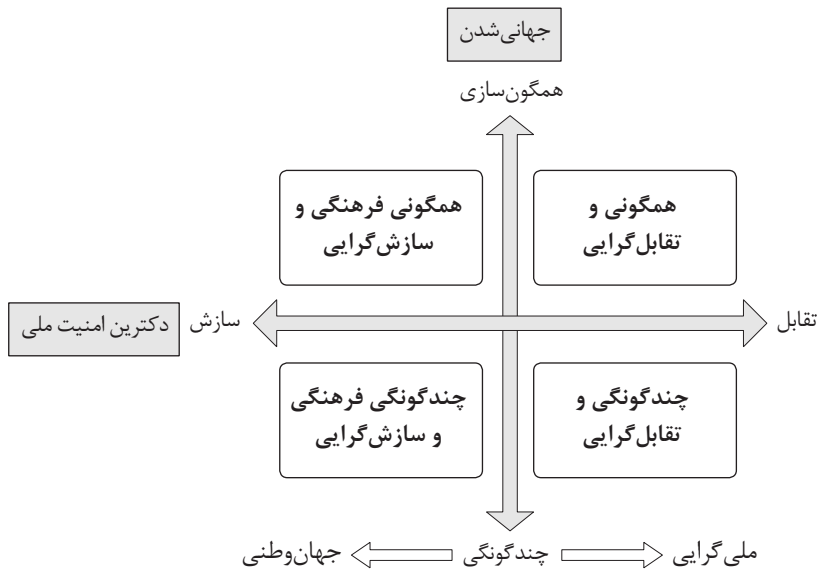 جهانی‌شدن
همگون‌سازی
همگونی و
تقابل‌گرایی
همگونی فرهنگی و
سازش‌گرایی
تقابل
سازش
دکترین امنیت ملی
چندگونگی و
تقابل‌گرایی
چندگونگی فرهنگی
و سازش‌گرایی
ملی‌گرایی
چندگونگی
جهان‌وطنی